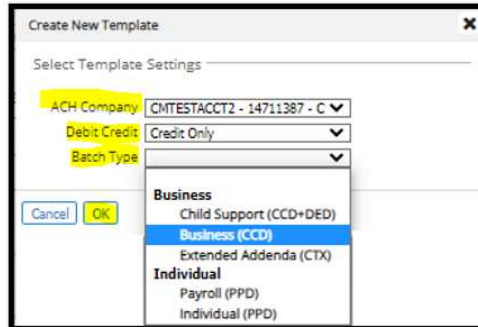 Create New Template
Select Template Settings
ACH Company CMTESTACCT2 - 14711387 - C
Debit Credit Credit Only
Batch Type
Business
Child Support (CCD+DED)
Business (CCD)
Extended Addenda (CTX)
Individual
Payroll (PPD)
Individual (PPD)
Cancel OK